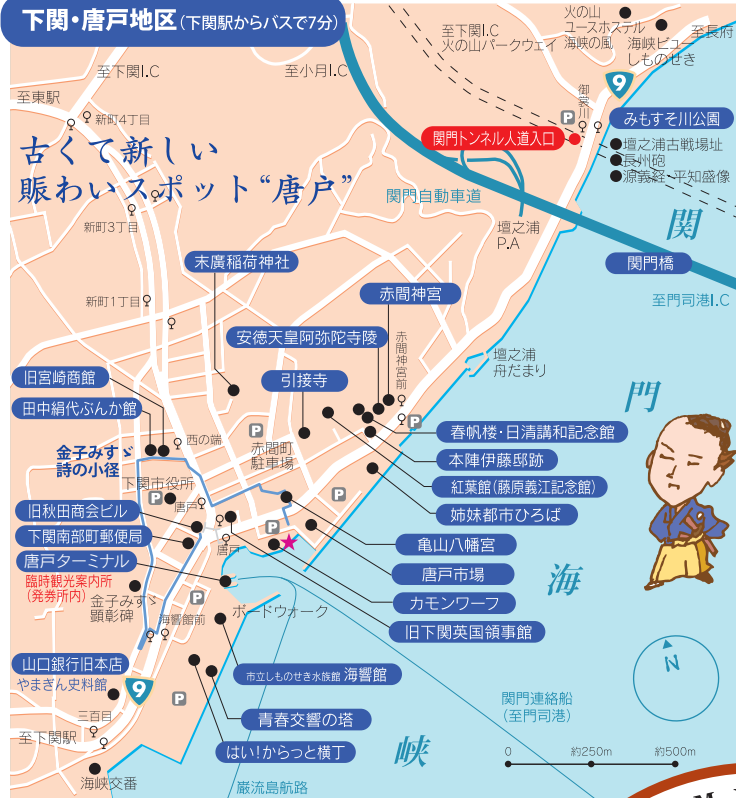 下関・唐戸地区(下関駅からバスで7分)
火の山
ユースホステル
海峡の風
至下関I.C
火の山パークウェイ
海峡ビュー
しものせき
至長府
至下関I.C
至小月I.C
至東駅
新町4丁目
御裳川
9
P
みもすそ川公園
関門トンネル人道入口
壇之浦古戦場址
長州砲
源義経・平知盛像
古くて新しい
賑わいスポット“唐戸”
関門自動車道
新町3丁目
壇之浦
P.A
関
末廣稲荷神社
関門橋
赤間神宮
新町1丁目
至門司港I.C
安徳天皇阿弥陀寺陵
赤間神宮前
壇之浦
舟だまり
旧宮崎商館
引接寺
門
田中絹代ぶんか館
P
P
春帆楼・日清講和記念館
西の端
金子みすゞ
詩の小径
赤間町
駐車場
本陣伊藤邸跡
下関市役所
紅葉館(藤原義江記念館)
P
唐戸
P
姉妹都市ひろば
旧秋田商会ビル
P
下関南部町郵便局
唐戸
亀山八幡宮
唐戸ターミナル
唐戸市場
海
臨時観光案内所
(発券所内)
金子みすゞ
顕彰碑
P
カモンワーフ
ボードウォーク
海響館前
旧下関英国領事館
山口銀行旧本店
やまぎん史料館
市立しものせき水族館 海響館
N
9
P
関門連絡船
(至門司港)
三百目
青春交響の塔
至下関駅
はい!からっと横丁
峡
0
約250m
約500m
海峡交番
巌流島航路